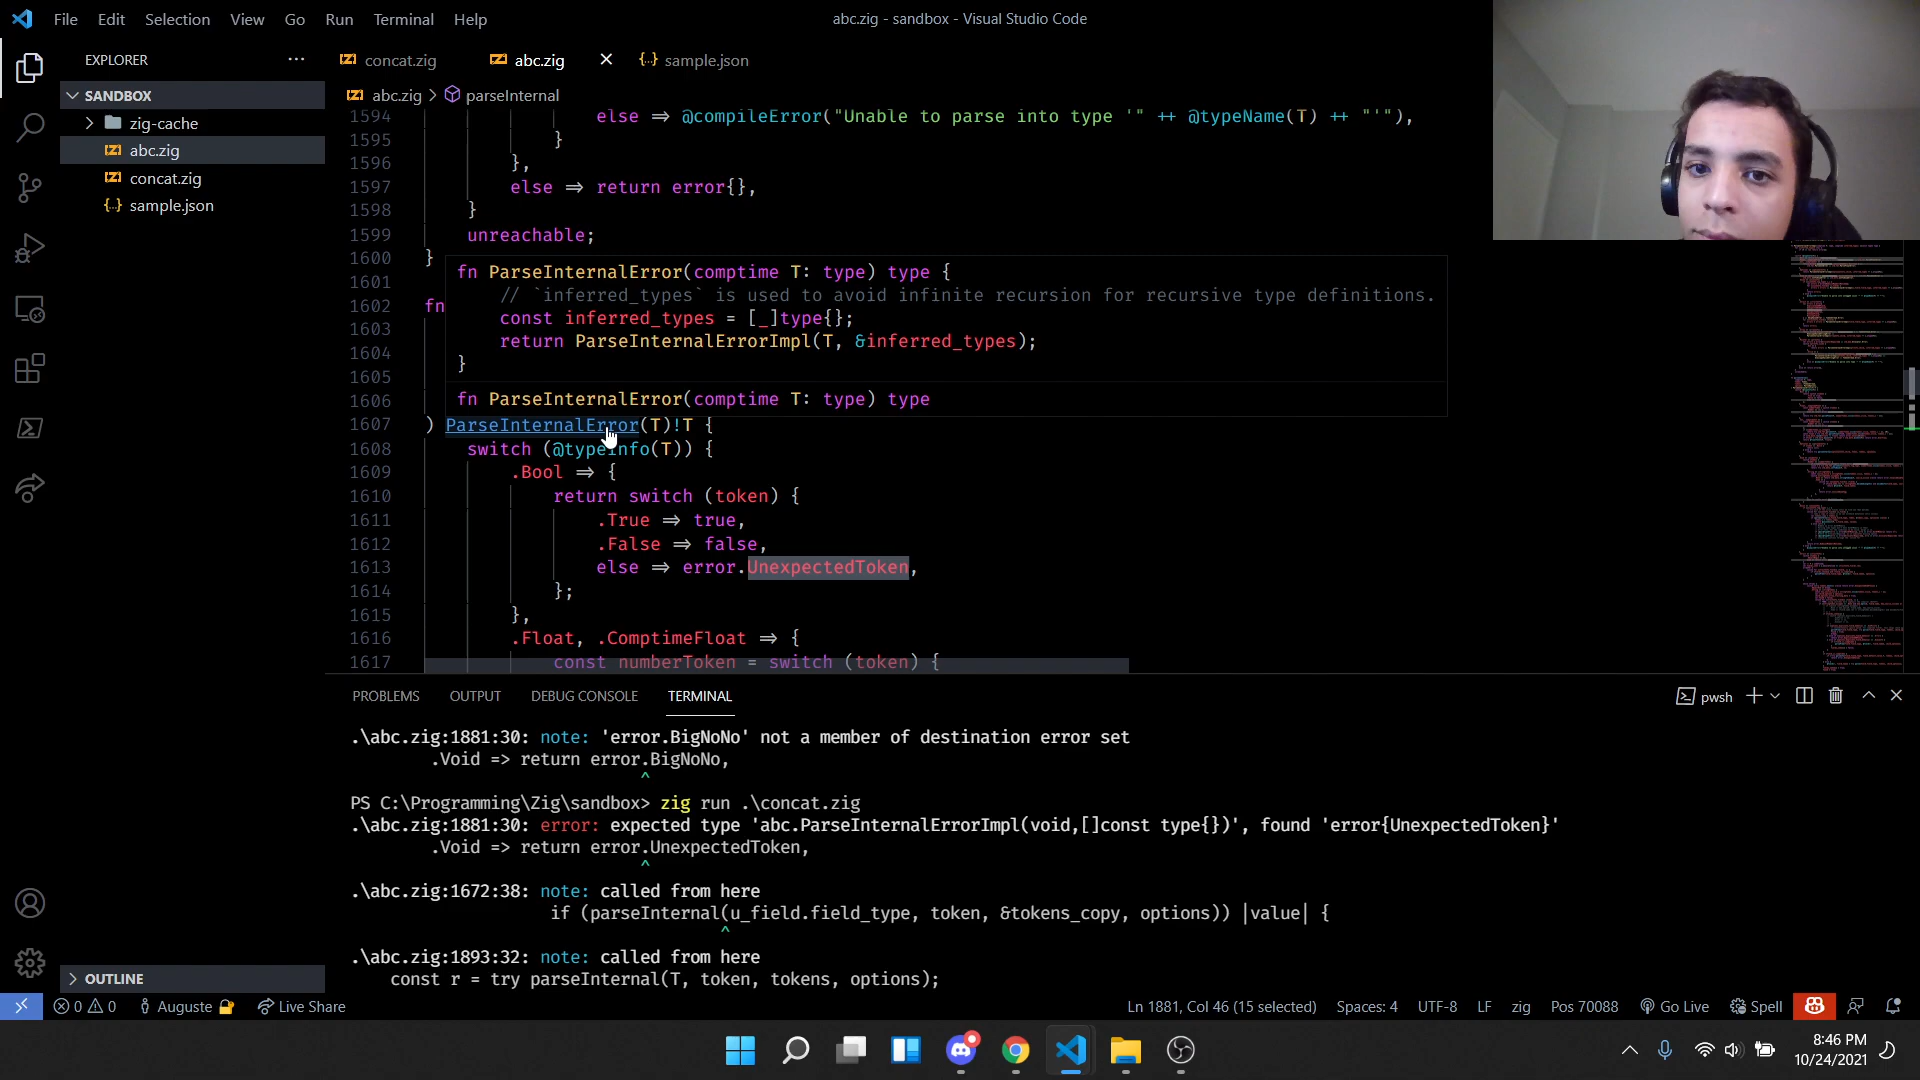 File Edit Selection View Go Run Terminal Help
abc.zig - sandbox - Visual Studio Code
EXPLORER
concat.zig
abc.zig
sample.json
SANDBOX
abc.zig > parseInternal
zig-cache
abc.zig
concat.zig
sample.json
1594 else => @compileError("Unable to parse into type '" ++ @typeName(T) ++ "'"),
1595 }
1596 },
1597 else => return error{},
1598 }
1599 unreachable;
1600 }
1601
1602 fn
1603
1604
1605
1606
fn ParseInternalError(comptime T: type) type {
// `inferred_types` is used to avoid infinite recursion for recursive type definitions.
const inferred_types = [_]type{};
return ParseInternalErrorImpl(T, &inferred_types);
}
fn ParseInternalError(comptime T: type) type
1607 ) ParseInternalError(T)!T {
1608 switch (@typeInfo(T)) {
1609 .Bool => {
1610 return switch (token) {
1611 .True => true,
1612 .False => false,
1613 else => error.UnexpectedToken,
1614 };
1615 },
1616 .Float, .ComptimeFloat => {
1617 const numberToken = switch (token) {
PROBLEMS OUTPUT DEBUG CONSOLE TERMINAL
pwsh
.\abc.zig:1881:30: note: 'error.BigNoNo' not a member of destination error set
.Void => return error.BigNoNo,
^
PS C:\Programming\Zig\sandbox> zig run .\concat.zig
.\abc.zig:1881:30: error: expected type 'abc.ParseInternalErrorImpl(void,[]const type{})', found 'error{UnexpectedToken}'
.Void => return error.UnexpectedToken,
^
.\abc.zig:1672:38: note: called from here
if (parseInternal(u_field.field_type, token, &tokens_copy, options)) |value| {
^
.\abc.zig:1893:32: note: called from here
const r = try parseInternal(T, token, tokens, options);
OUTLINE
0 0 Auguste Live Share
Ln 1881, Col 46 (15 selected) Spaces: 4 UTF-8 LF zig Pos 70088 Go Live Spell
8:46 PM
10/24/2021